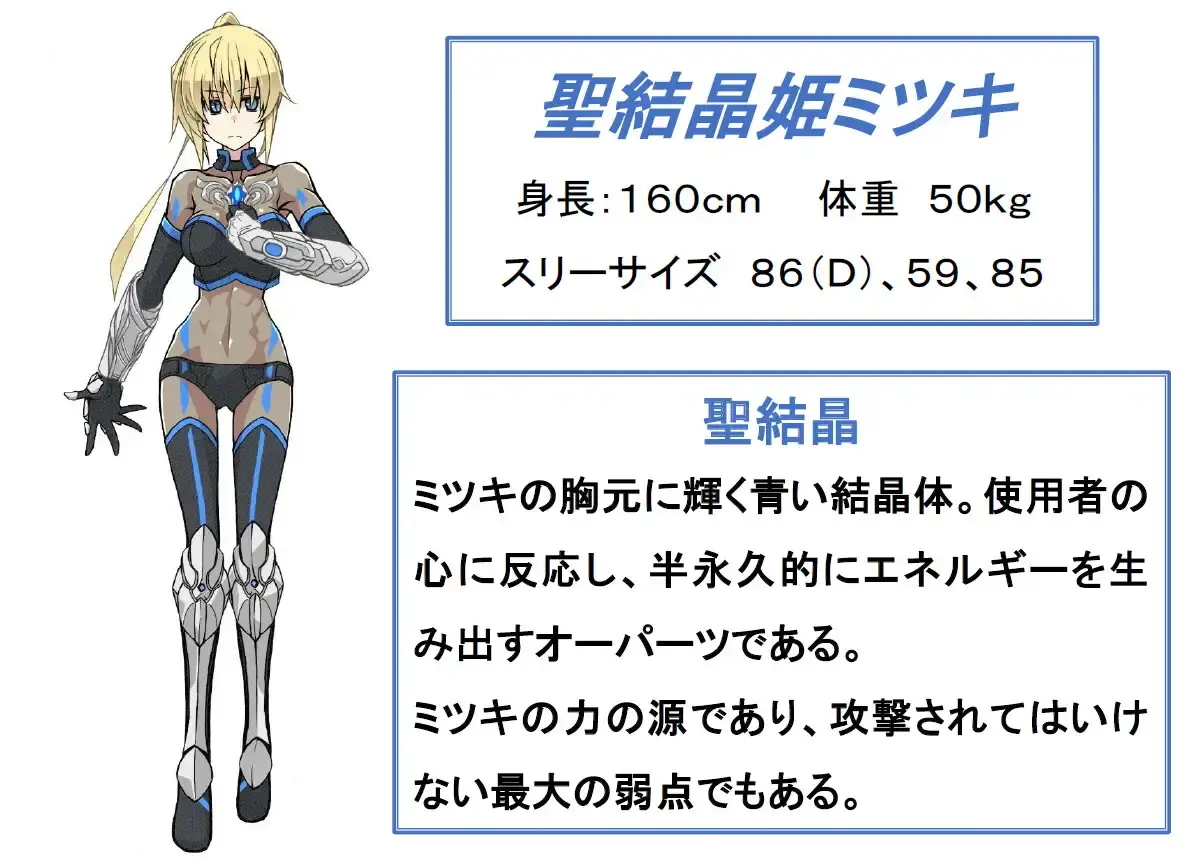 聖結晶姫ミツキ
身長：１６０ｃｍ　体重　５０ｋｇ
スリーサイズ　８６（Ｄ）、５９、８５
聖結晶
ミツキの胸元に輝く青い結晶体。使用者の
心に反応し、半永久的にエネルギーを生
み出すオーパーツである。
ミツキの力の源であり、攻撃されてはいけ
ない最大の弱点でもある。